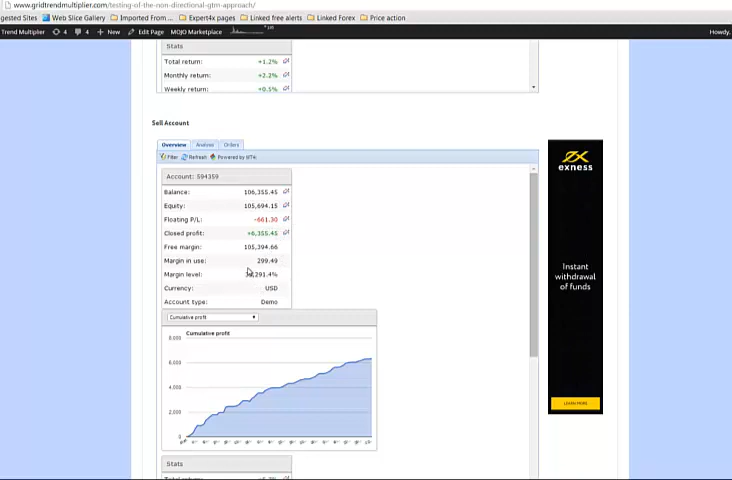 www.gridtrendmultiplier.com/testing-of-the-non-directional-gtm-approach/
gested Sites Web Slice Gallery Imported From ... Expert4x pages Linked free alerts Linked Forex Price action
Trend Multiplier 4 4 + New Edit Page MOJO Marketplace Howdy,
Stats
Total return: +1.2%
Monthly return: +2.2%
Weekly return: +0.5%
Sell Account
Overview Analysis Orders
Filter Refresh Powered by MT4i
Account: 594359
Balance: 106,355.45
Equity: 105,694.15
Floating P/L: -661.30
Closed profit: +6,355.45
Free margin: 105,394.66
Margin in use: 299.49
Margin level: 291.4%
Currency: USD
Account type: Demo
Cumulative profit
Cumulative profit
8,000
6,000
4,000
2,000
0
Stats
exness
Instant
withdrawal
of funds
LEARN MORE